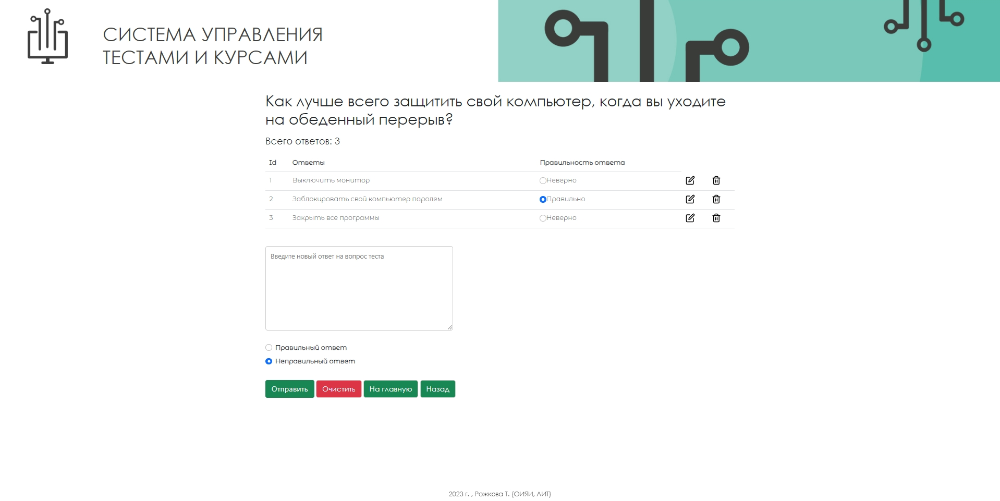 СИСТЕМА УПРАВЛЕНИЯ
ТЕСТАМИ И КУРСАМИ
Как лучше всего защитить свой компьютер, когда вы уходите
на обеденный перерыв?
Всего ответов: 3
Id Ответы Правильность ответа
1 Выключить монитор Неверно
2 Заблокировать свой компьютер паролем Правильно
3 Закрыть все программы Неверно
Введите новый ответ на вопрос теста
Правильный ответ
Неправильный ответ
Отправить Очистить На главную Назад
2023 г. , Рожкова Т. (ОИЯИ, ЛИТ)